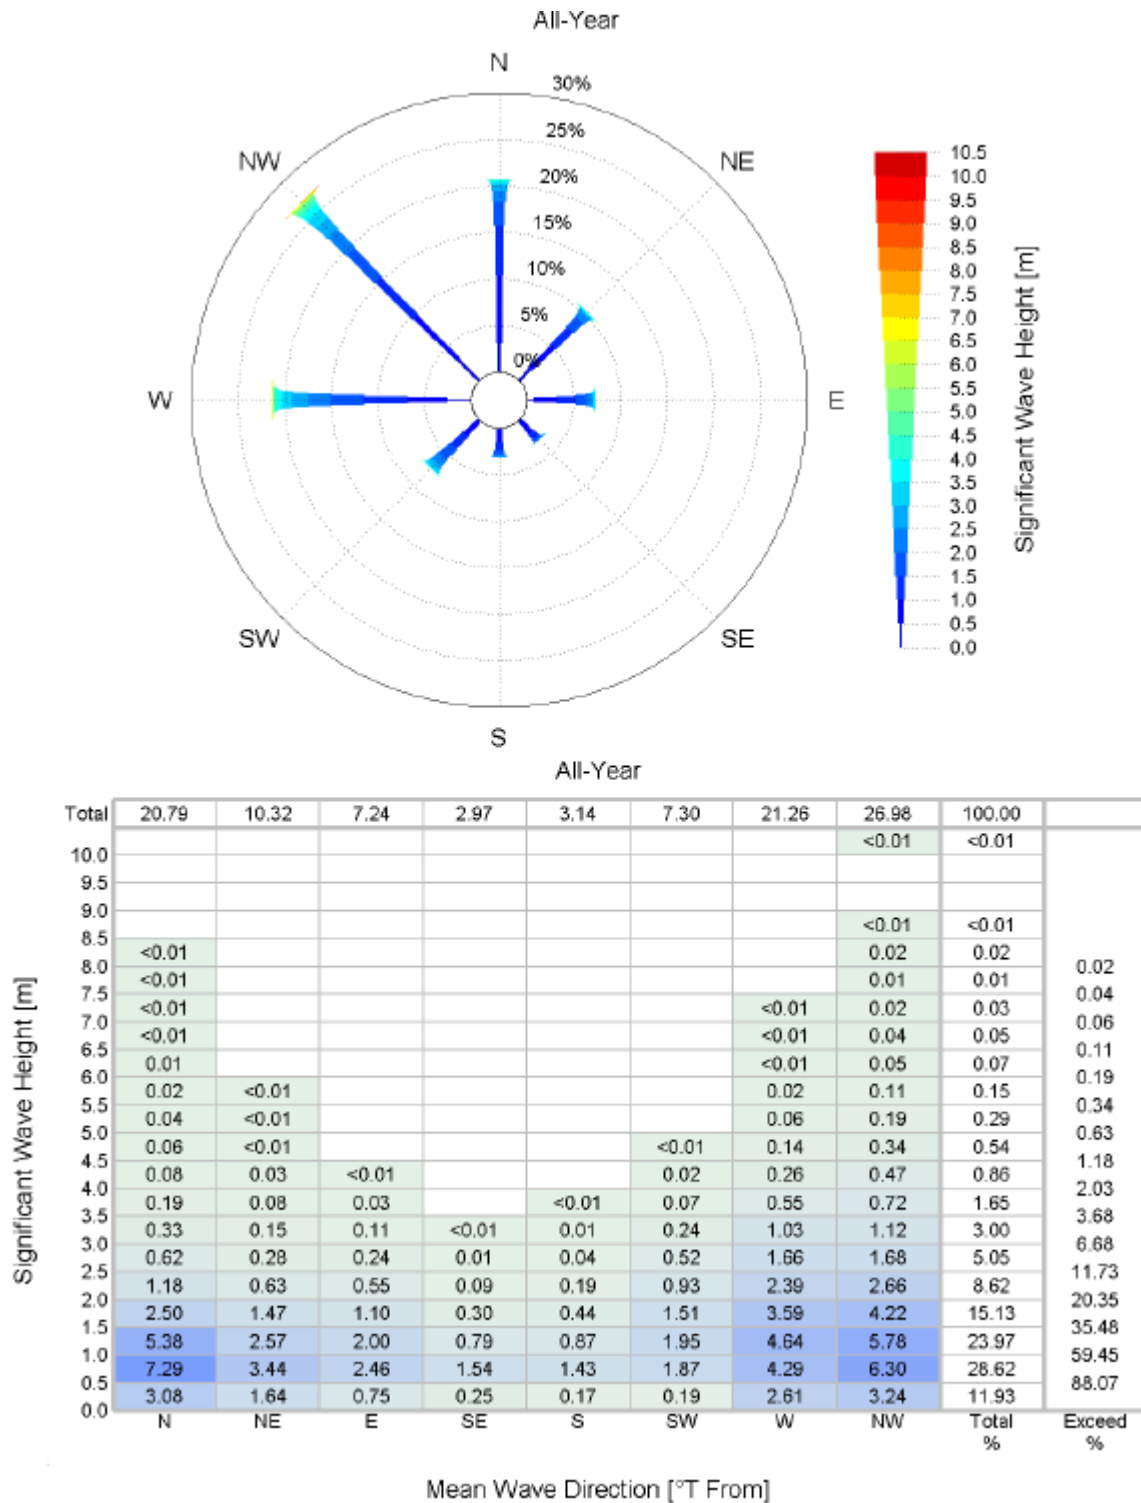 All-Year
N
30%
25%
20%
15%
10%
5%
0%
NW
NE
W
E
SW
SE
S
10.5
10.0
9.5
9.0
8.5
8.0
7.5
7.0
6.5
6.0
5.5
5.0
4.5
4.0
3.5
3.0
2.5
2.0
1.5
1.0
0.5
0.0
Significant Wave Height [m]
All-Year
Total 20.79 10.32 7.24 2.97 3.14 7.30 21.26 26.98 100.00
<0.01 <0.01
10.0
9.5
9.0
<0.01 <0.01
8.5
<0.01 0.02 0.02
8.0 0.02
<0.01 0.01 0.01
7.5 0.04
<0.01 <0.01 0.02 0.03
7.0 0.06
<0.01 <0.01 0.04 0.05
6.5 0.11
0.01 <0.01 0.05 0.07
6.0 0.19
0.02 <0.01 0.02 0.11 0.15
5.5 0.34
0.04 <0.01 0.06 0.19 0.29
5.0 0.63
0.06 <0.01 <0.01 0.14 0.34 0.54
4.5 1.18
0.08 0.03 <0.01 0.02 0.26 0.47 0.86
4.0 2.03
0.19 0.08 0.03 <0.01 0.07 0.55 0.72 1.65
3.5 3.68
0.33 0.15 0.11 <0.01 0.01 0.24 1.03 1.12 3.00
3.0 6.68
0.62 0.28 0.24 0.01 0.04 0.52 1.66 1.68 5.05
2.5 11.73
1.18 0.63 0.55 0.09 0.19 0.93 2.39 2.66 8.62
2.0 20.35
2.50 1.47 1.10 0.30 0.44 1.51 3.59 4.22 15.13
1.5 35.48
5.38 2.57 2.00 0.79 0.87 1.95 4.64 5.78 23.97
1.0 59.45
7.29 3.44 2.46 1.54 1.43 1.87 4.29 6.30 28.62
0.5 88.07
3.08 1.64 0.75 0.25 0.17 0.19 2.61 3.24 11.93
0.0
N NE E SE S SW W NW Total Exceed
% %
Significant Wave Height [m]
Mean Wave Direction [°T From]